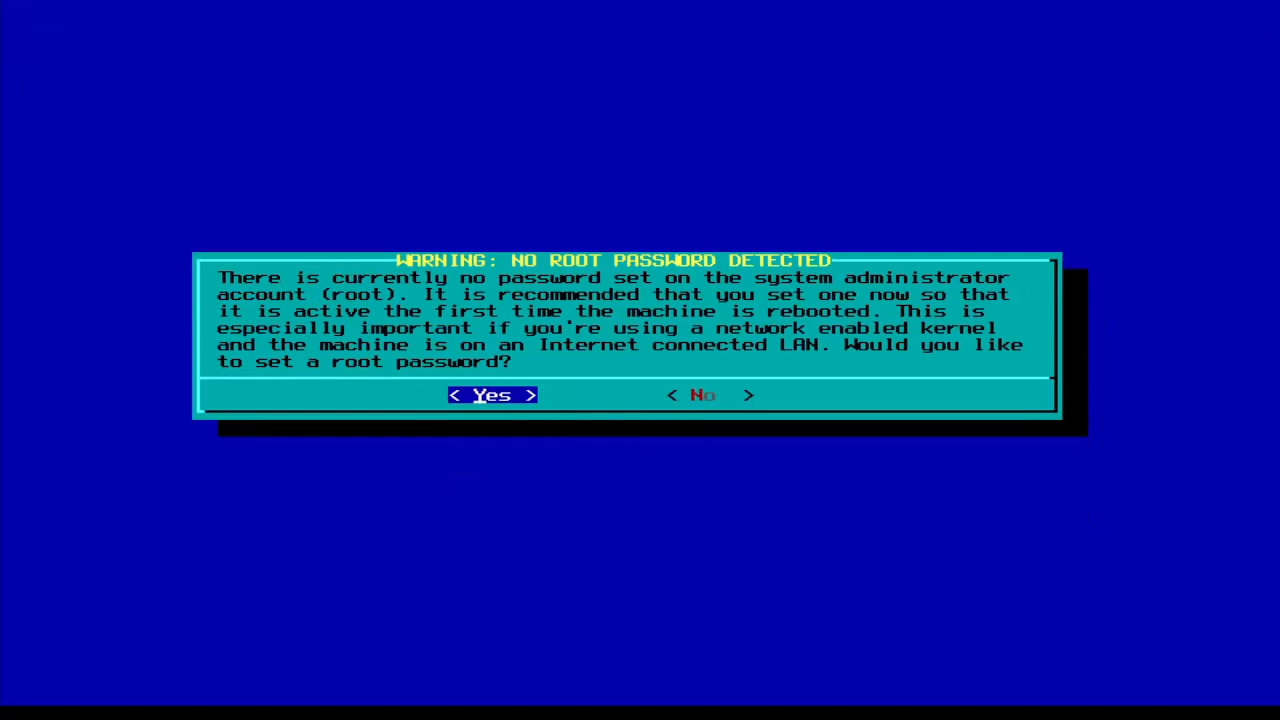 WARNING: NO ROOT PASSWORD DETECTED
There is currently no password set on the system administrator
account (root). It is recommended that you set one now so that
it is active the first time the machine is rebooted. This is
especially important if you're using a network enabled kernel
and the machine is on an Internet connected LAN. Would you like
to set a root password?
< Yes > < No >